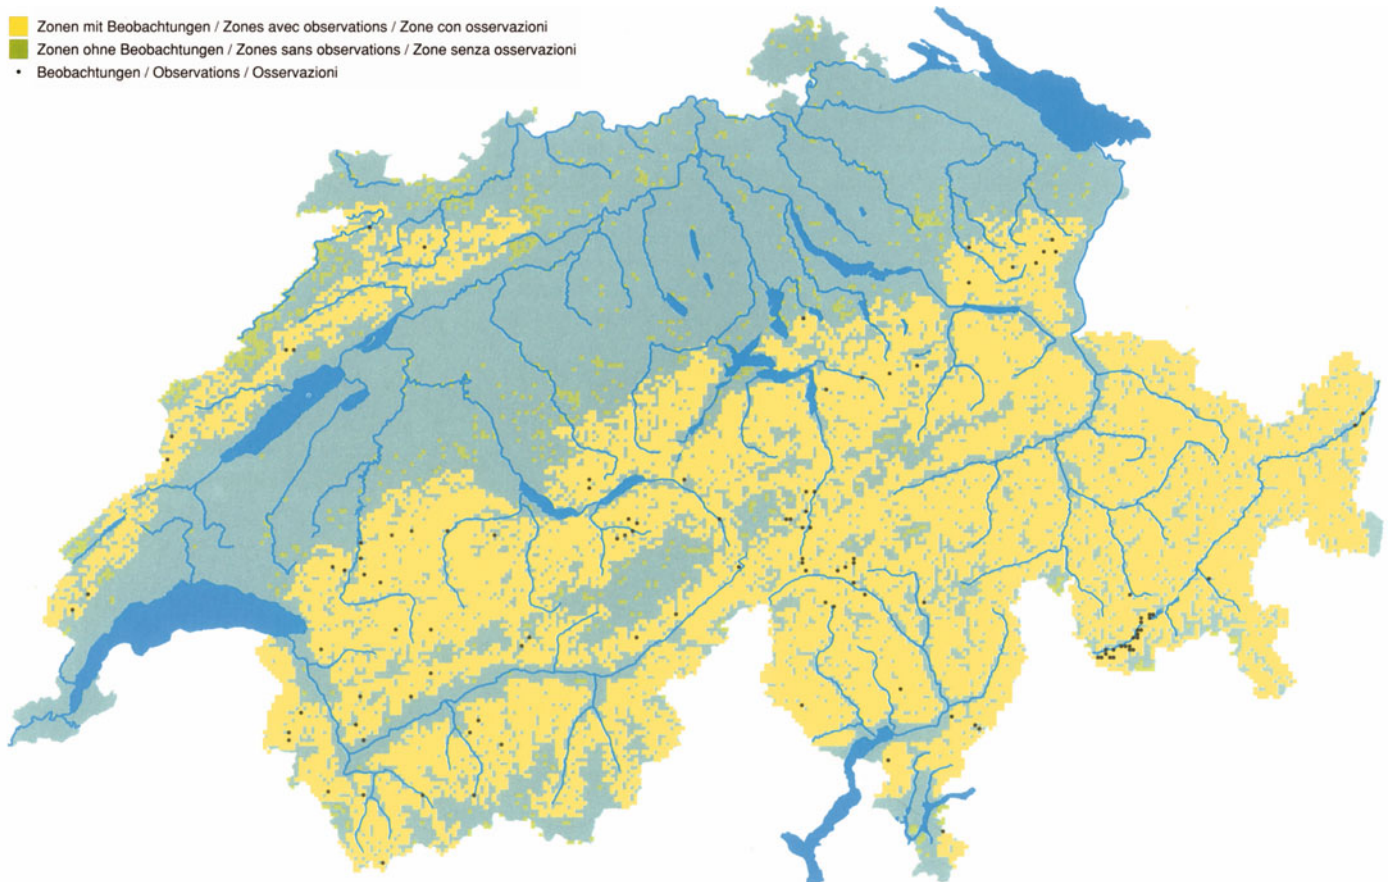 Zonen mit Beobachtungen / Zones avec observations / Zone con osservazioni
Zonen ohne Beobachtungen / Zones sans observations / Zone senza osservazioni
Beobachtungen / Observations / Osservazioni